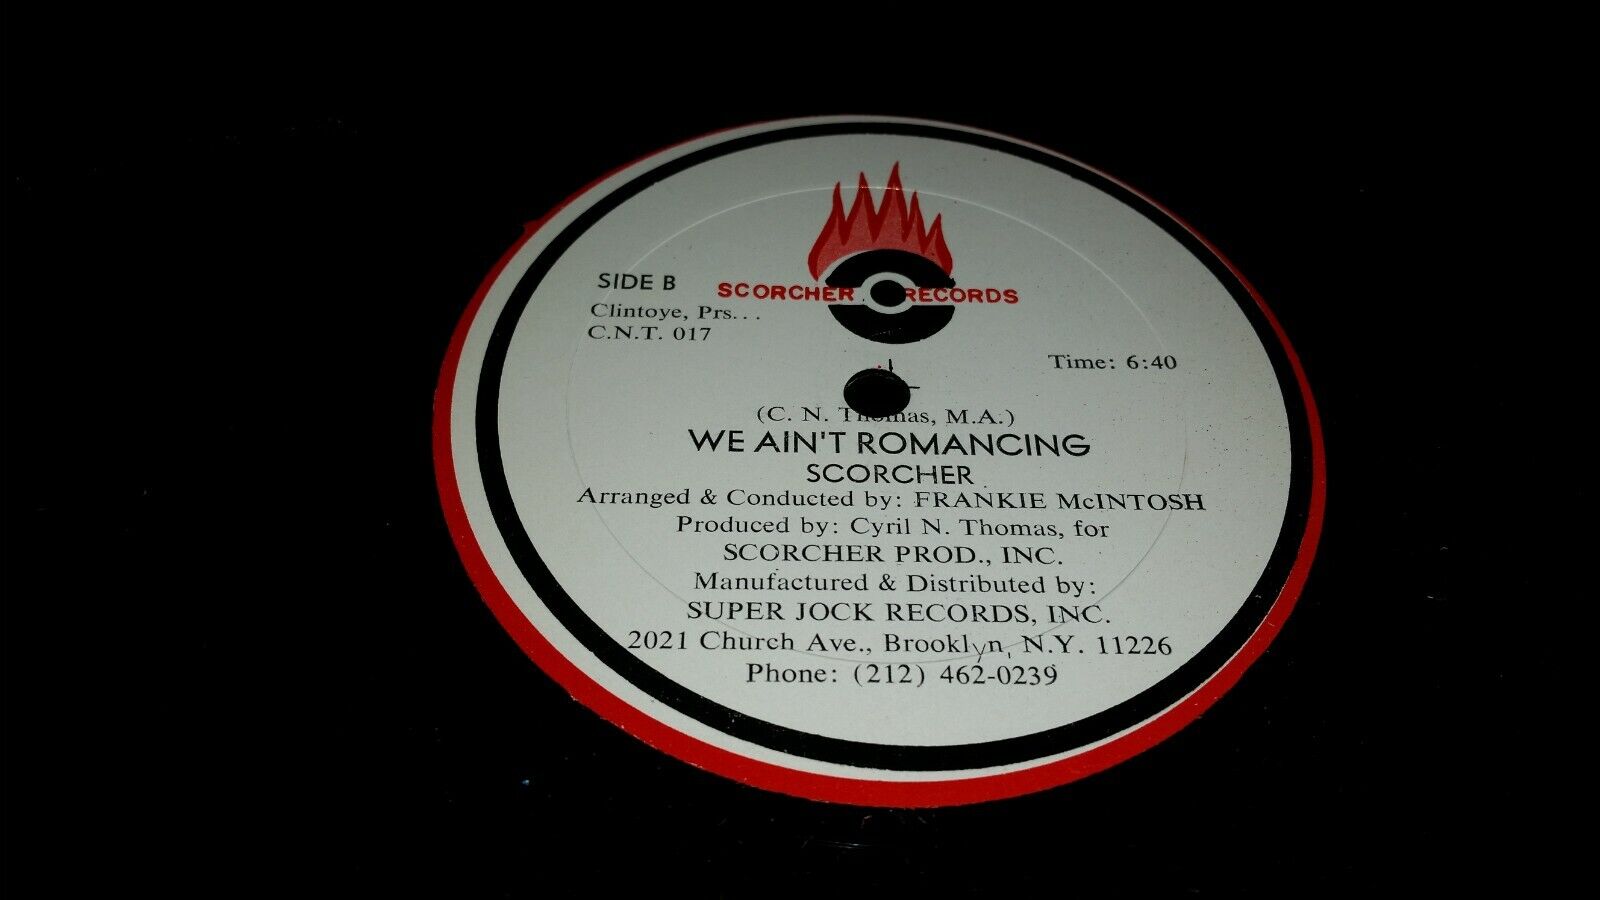 SCORCHER RECORDS
SIDE B
Clintoye, Prs...
C.N.T. 017
Time: 6:40
(C. N. Thomas, M.A.)
WE AIN'T ROMANCING
SCORCHER
Arranged & Conducted by: FRANKIE McINTOSH
Produced by: Cyril N. Thomas, for
SCORCHER PROD., INC.
Manufactured & Distributed by:
SUPER JOCK RECORDS, INC.
2021 Church Ave., Brooklyn, N.Y. 11226
Phone: (212) 462-0239